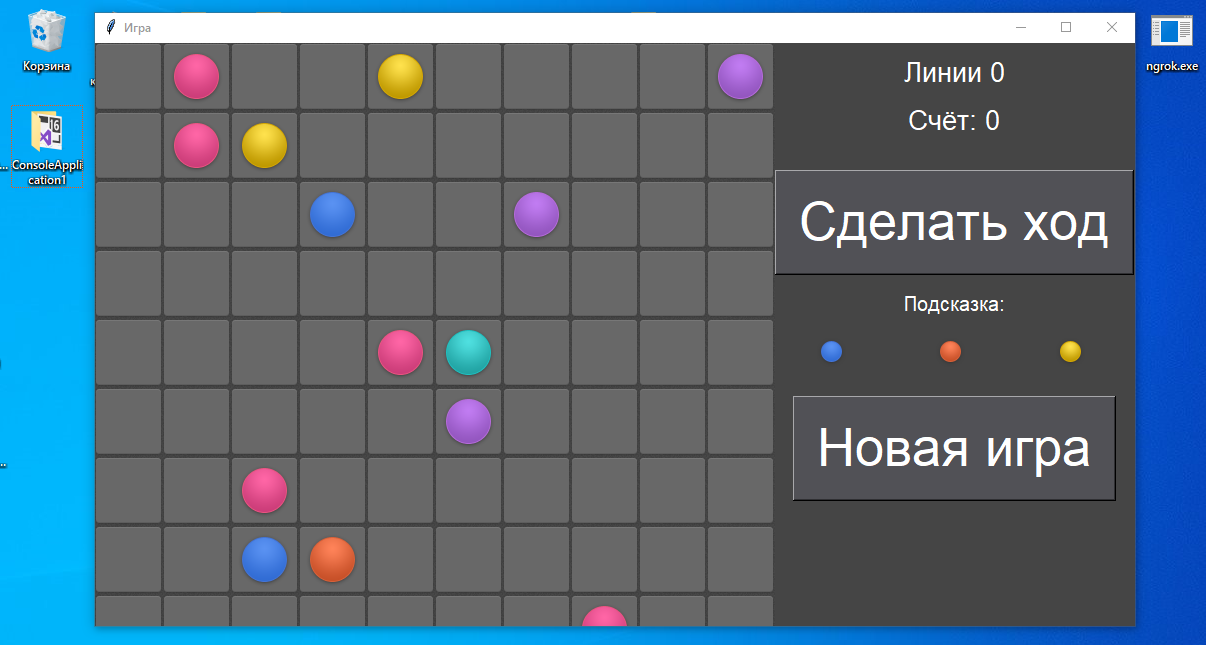 Корзина
ConsoleAppli
cation1
Игра
Линии 0
Счёт: 0
Сделать ход
Подсказка:
Новая игра
ngrok.exe